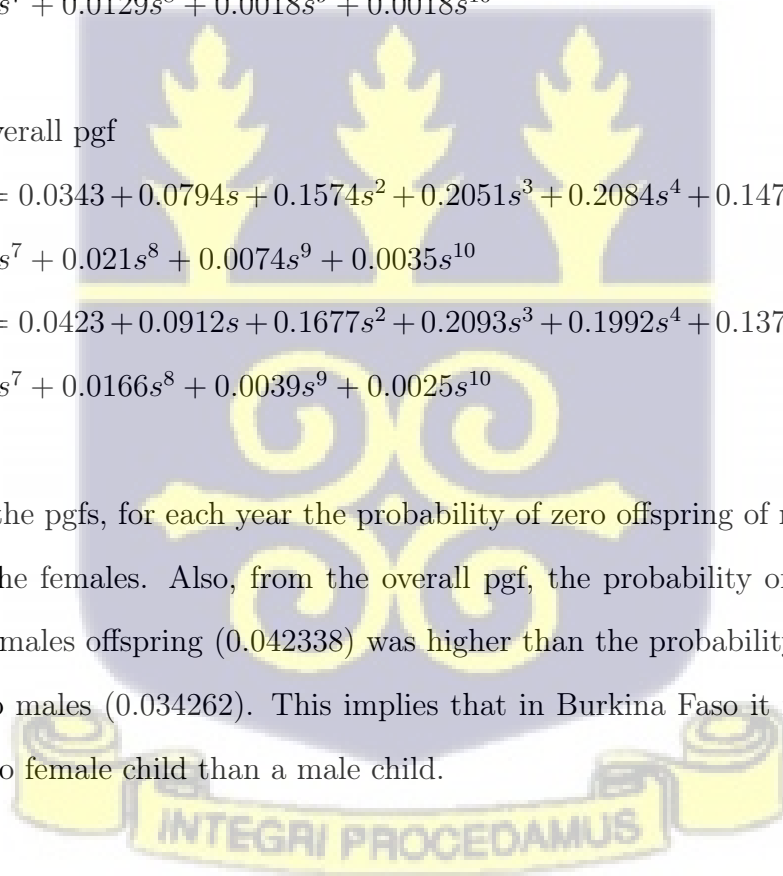 s⁷ + 0.0129s⁸ + 0.0018s⁹ + 0.0018s¹⁰
verall pgf
= 0.0343 + 0.0794s + 0.1574s² + 0.2051s³ + 0.2084s⁴ + 0.147
s⁷ + 0.021s⁸ + 0.0074s⁹ + 0.0035s¹⁰
= 0.0423 + 0.0912s + 0.1677s² + 0.2093s³ + 0.1992s⁴ + 0.137
s⁷ + 0.0166s⁸ + 0.0039s⁹ + 0.0025s¹⁰
the pgfs, for each year the probability of zero offspring of
he females. Also, from the overall pgf, the probability o
males offspring (0.042338) was higher than the probability
o males (0.034262). This implies that in Burkina Faso it
o female child than a male child.
INTEGRI PROCEDAMUS